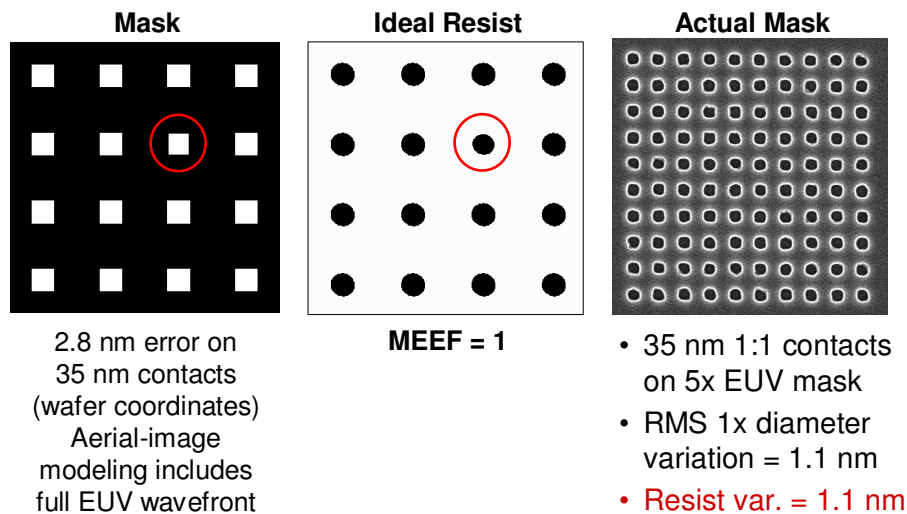 Mask
Ideal Resist
Actual Mask
2.8 nm error on
35 nm contacts
(wafer coordinates)
Aerial-image
modeling includes
full EUV wavefront
MEEF = 1
• 35 nm 1:1 contacts
on 5x EUV mask
• RMS 1x diameter
variation = 1.1 nm
• Resist var. = 1.1 nm